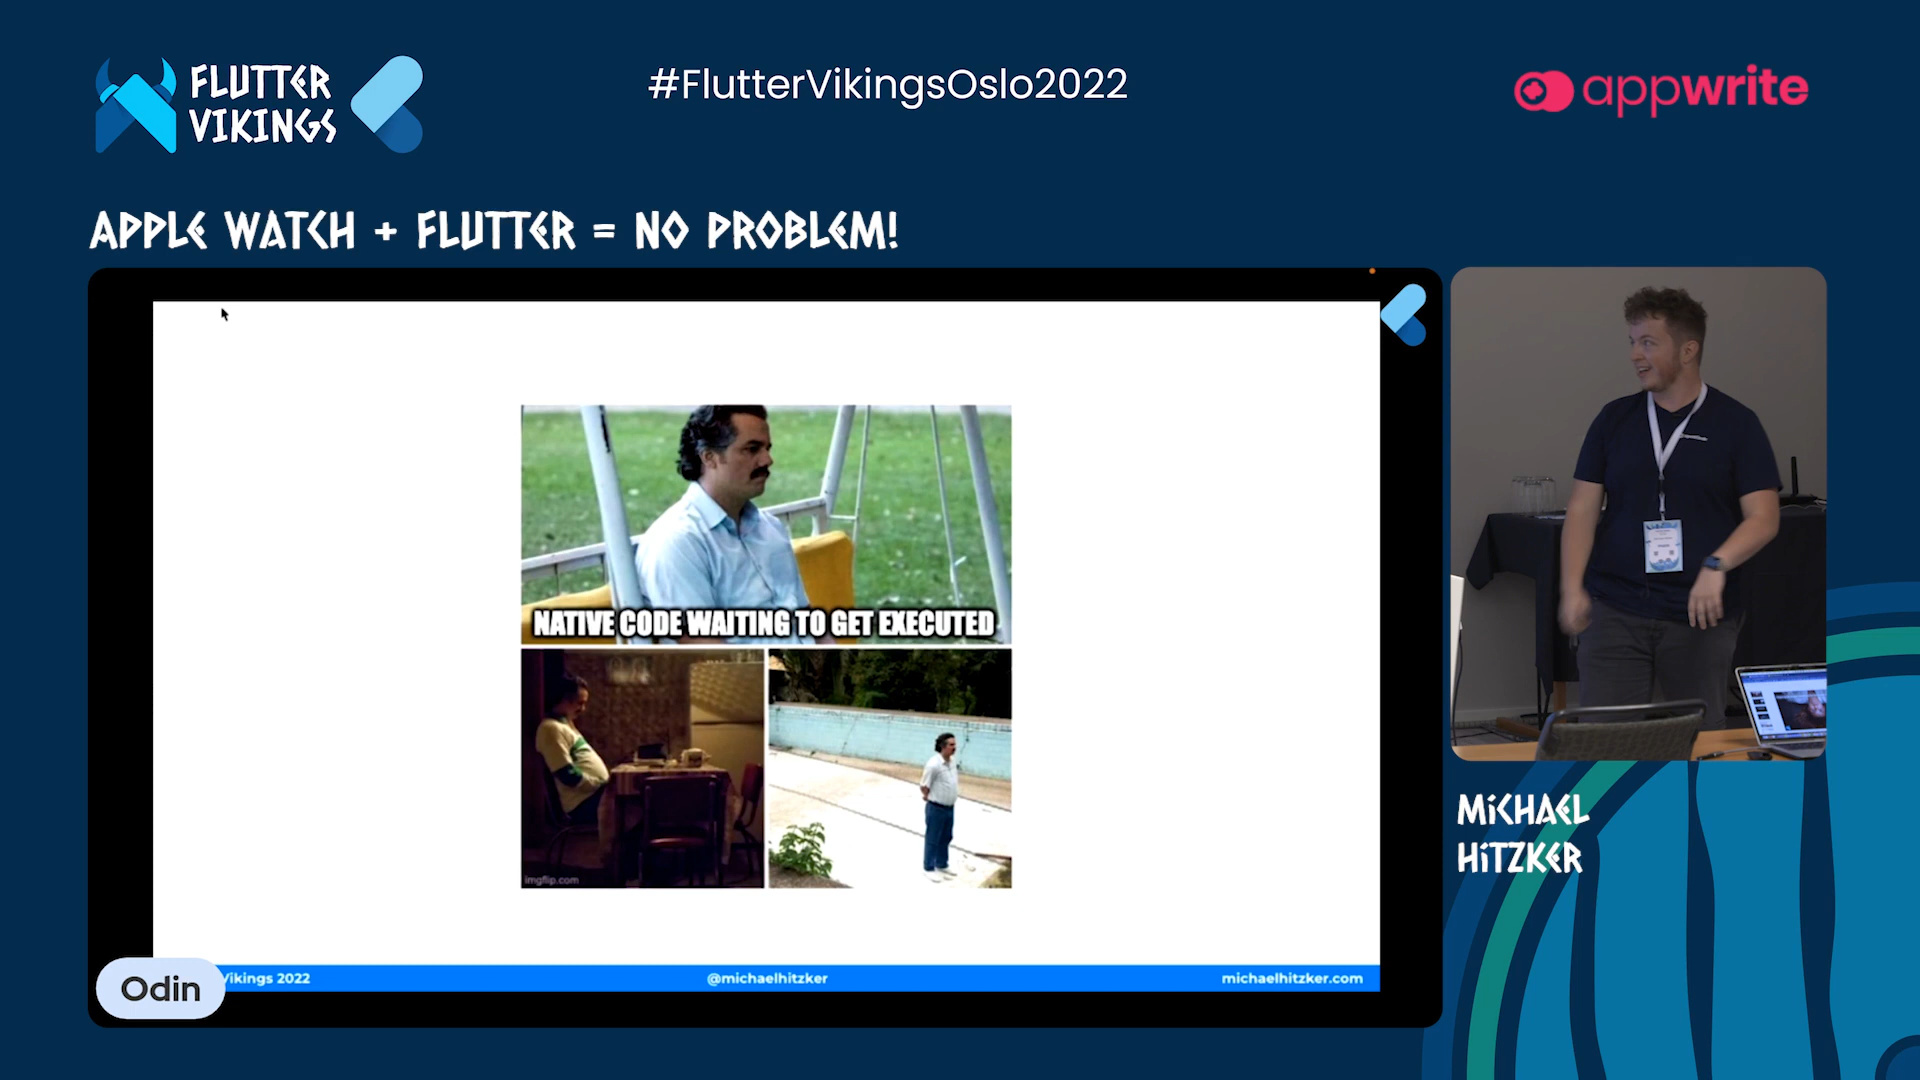 FLUTTER
VIKINGS
#FlutterVikingsOslo2022
appwrite
APPLE WATCH + FLUTTER = NO PROBLEM!
NATIVE CODE WAITING TO GET EXECUTED
imgflip.com
Odin
Vikings 2022
@michaelhitzker
michaelhitzker.com
MICHAEL
HITZKER